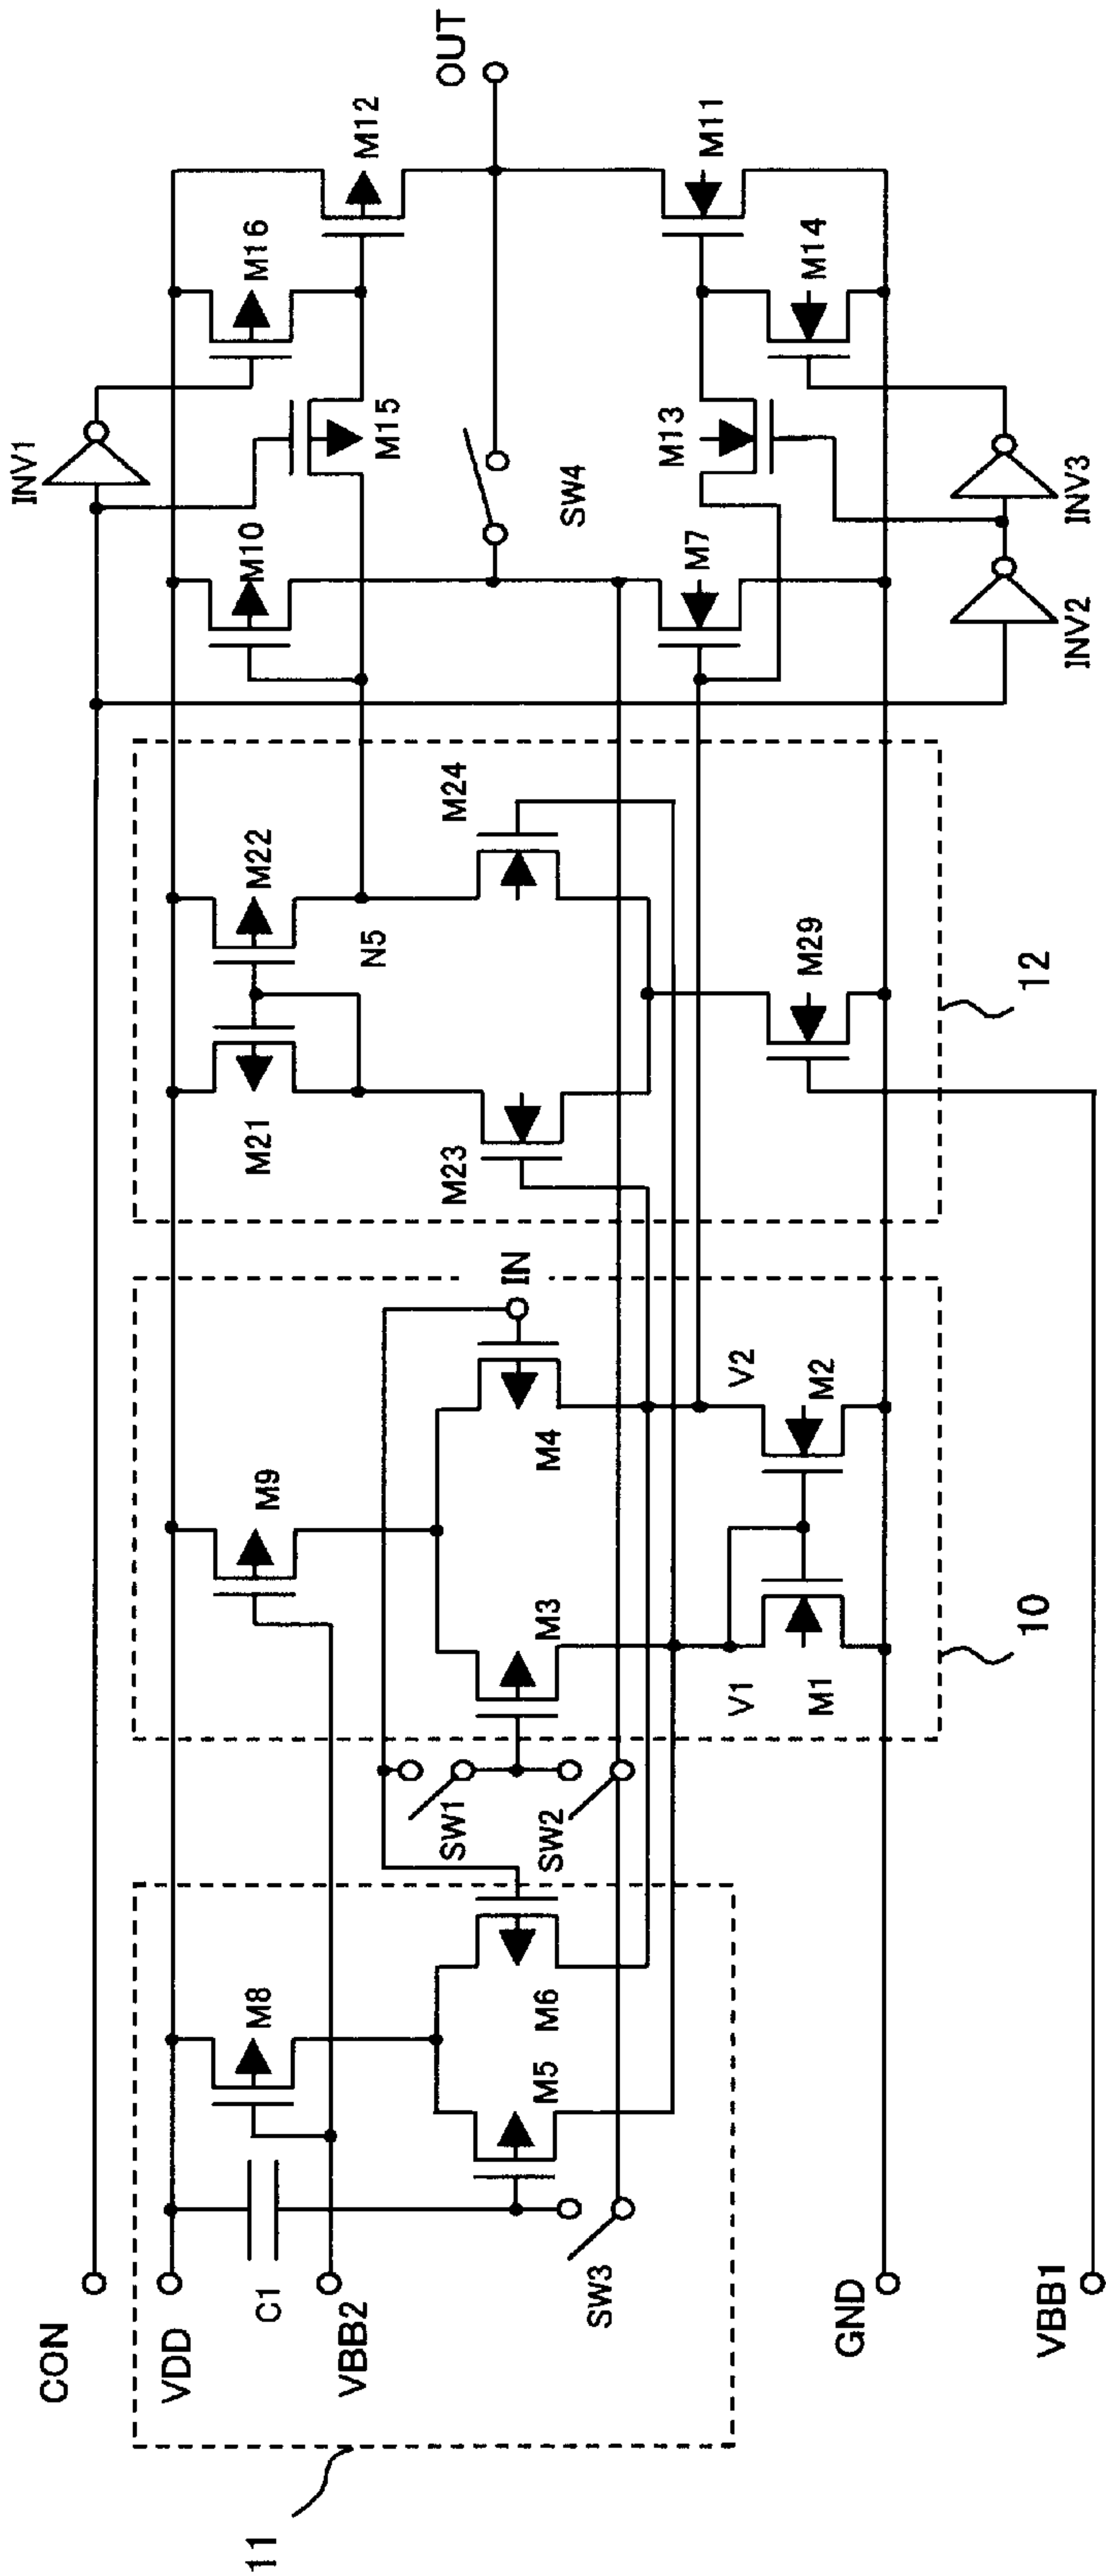 CON
VDD
C1
VBB2
SW3
GND
VBB1
11
M8
M5
M6
SW1
SW2
M9
M3
M4
IN
V1
V2
M1
M2
10
M21
M22
N5
M23
M24
M29
12
INV1
M10
M15
M16
M12
OUT
SW4
M7
M13
M14
M11
INV2
INV3